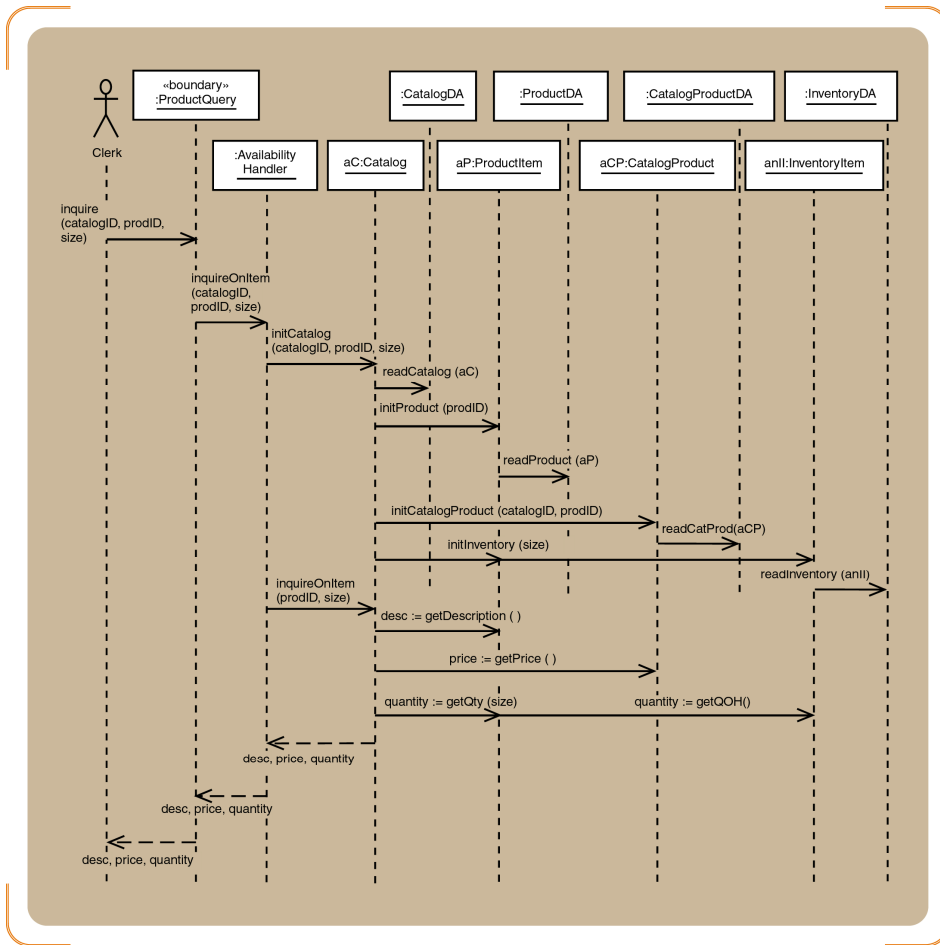 «boundary»
:ProductQuery
:CatalogDA
:ProductDA
:CatalogProductDA
:InventoryDA
Clerk
:Availability
Handler
aC:Catalog
aP:ProductItem
aCP:CatalogProduct
anII:InventoryItem
inquire
(catalogID, prodID,
size)
inquireOnItem
(catalogID,
prodID, size)
initCatalog
(catalogID, prodID, size)
readCatalog (aC)
initProduct (prodID)
readProduct (aP)
initCatalogProduct (catalogID, prodID)
readCatProd(aCP)
initInventory (size)
readInventory (anII)
inquireOnItem
(prodID, size)
desc := getDescription ( )
price := getPrice ( )
quantity := getQty (size)
quantity := getQOH()
desc, price, quantity
desc, price, quantity
desc, price, quantity